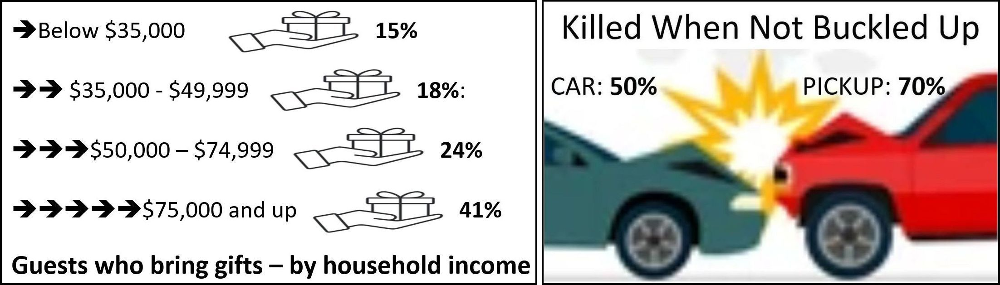 ➔Below $35,000 15%
➔➔ $35,000 - $49,999 18%:
➔➔➔$50,000 – $74,999 24%
➔➔➔➔➔$75,000 and up 41%
Guests who bring gifts – by household income
Killed When Not Buckled Up
CAR: 50% PICKUP: 70%